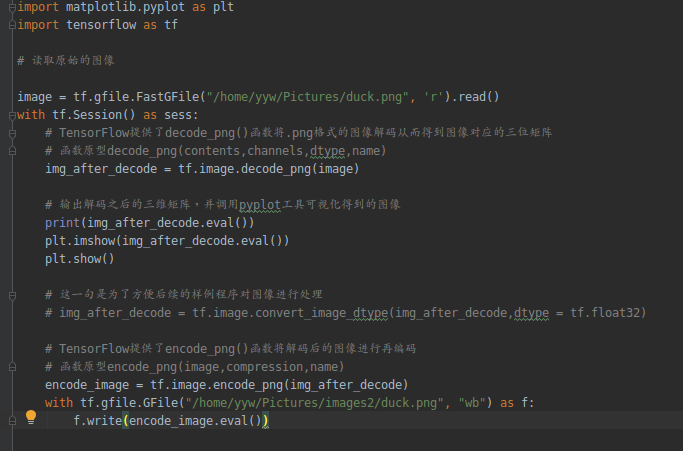 import matplotlib.pyplot as plt
import tensorflow as tf
# 读取原始的图像
image = tf.gfile.FastGFile("/home/yyw/Pictures/duck.png", 'r').read()
with tf.Session() as sess:
# TensorFlow提供了decode_png()函数将.png格式的图像解码从而得到图像对应的三位矩阵
# 函数原型decode_png(contents,channels,dtype,name)
img_after_decode = tf.image.decode_png(image)
# 输出解码之后的三维矩阵，并调用pyplot工具可视化得到的图像
print(img_after_decode.eval())
plt.imshow(img_after_decode.eval())
plt.show()
# 这一句是为了方便后续的样例程序对图像进行处理
# img_after_decode = tf.image.convert_image_dtype(img_after_decode,dtype = tf.float32)
# TensorFlow提供了encode_png()函数将解码后的图像进行再编码
# 函数原型encode_png(image,compression,name)
encode_image = tf.image.encode_png(img_after_decode)
with tf.gfile.GFile("/home/yyw/Pictures/images2/duck.png", "wb") as f:
f.write(encode_image.eval())